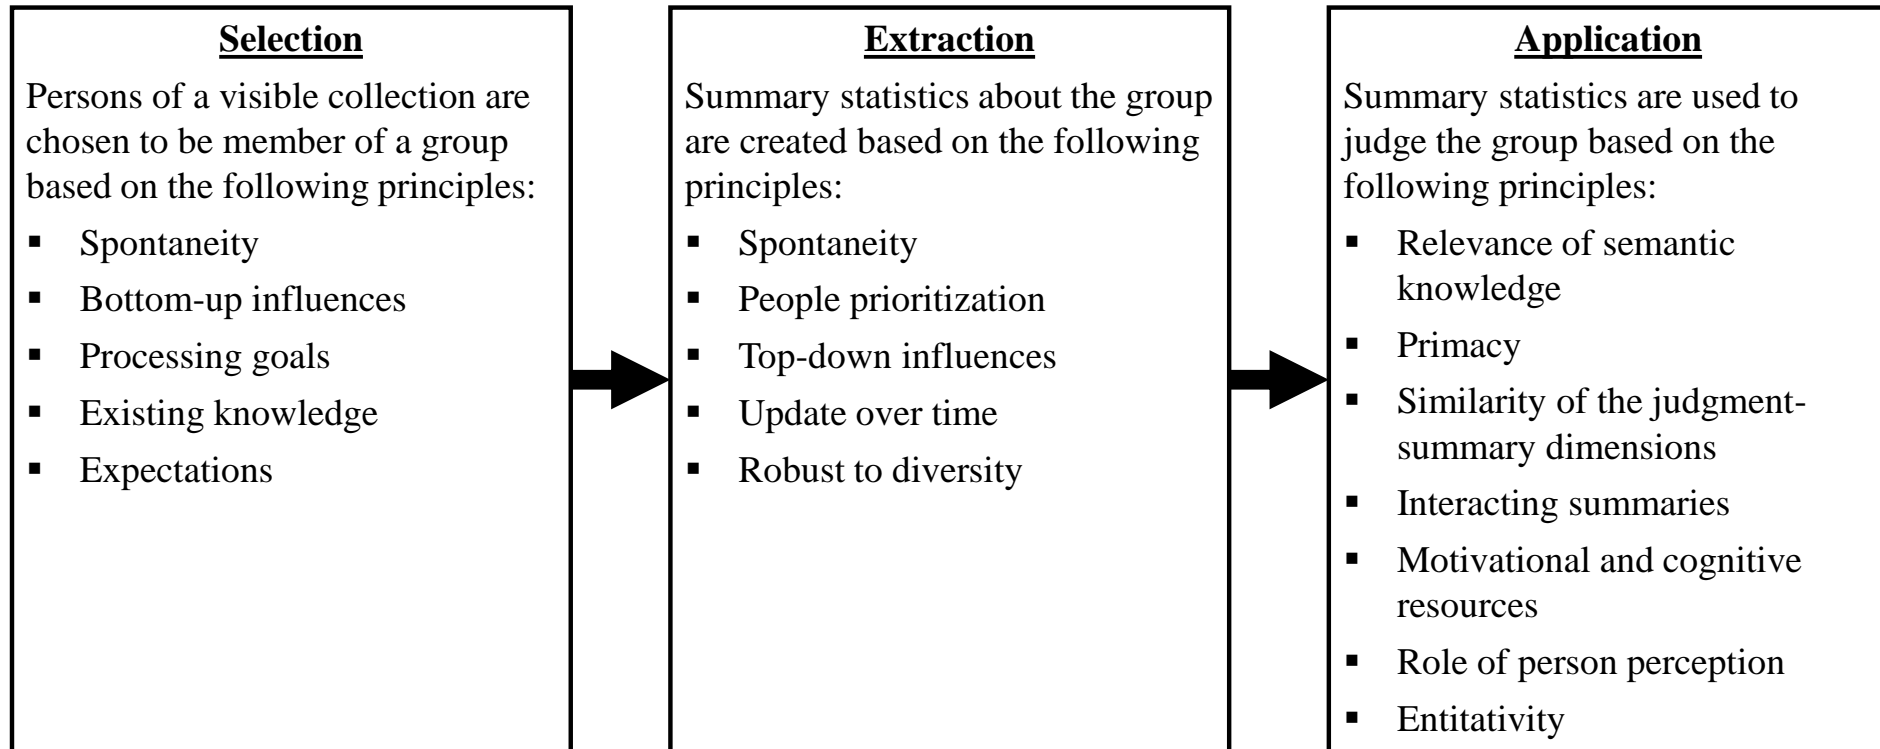 Selection
Persons of a visible collection are
chosen to be member of a group
based on the following principles:
▪ Spontaneity
▪ Bottom-up influences
▪ Processing goals
▪ Existing knowledge
▪ Expectations
Extraction
Summary statistics about the group
are created based on the following
principles:
▪ Spontaneity
▪ People prioritization
▪ Top-down influences
▪ Update over time
▪ Robust to diversity
Application
Summary statistics are used to
judge the group based on the
following principles:
▪ Relevance of semantic
knowledge
▪ Primacy
▪ Similarity of the judgment-
summary dimensions
▪ Interacting summaries
▪ Motivational and cognitive
resources
▪ Role of person perception
▪ Entitativity